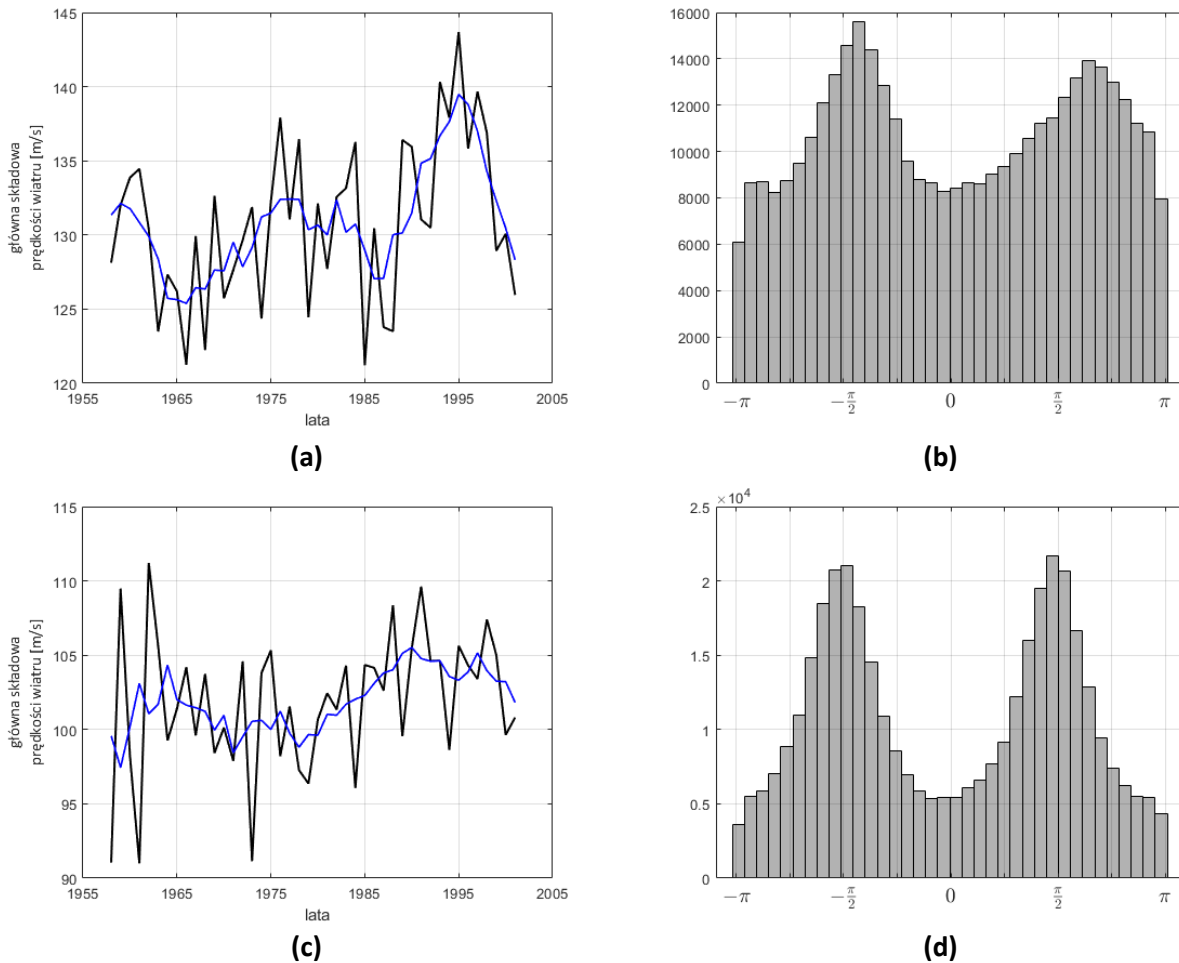 145
140
135
130
125
120
główna składowa
prędkości wiatru [m/s]
1955 1965 1975 1985 1995 2005
lata
(a)
16000
14000
12000
10000
8000
6000
4000
2000
0
−π −π/2 0 π/2 π
(b)
115
110
105
100
95
90
główna składowa
prędkości wiatru [m/s]
1955 1965 1975 1985 1995 2005
lata
(c)
×10⁴
2.5
2
1.5
1
0.5
0
−π −π/2 0 π/2 π
(d)